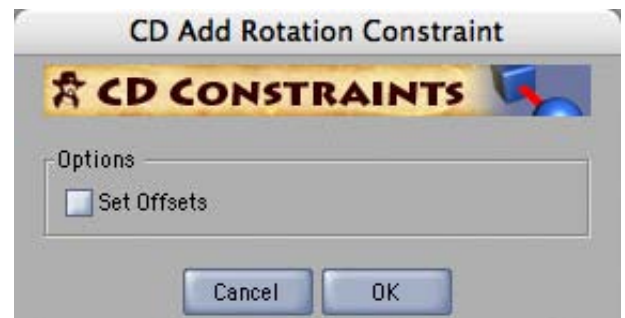 CD Add Rotation Constraint
CD CONSTRAINTS
Options
Set Offsets
Cancel OK